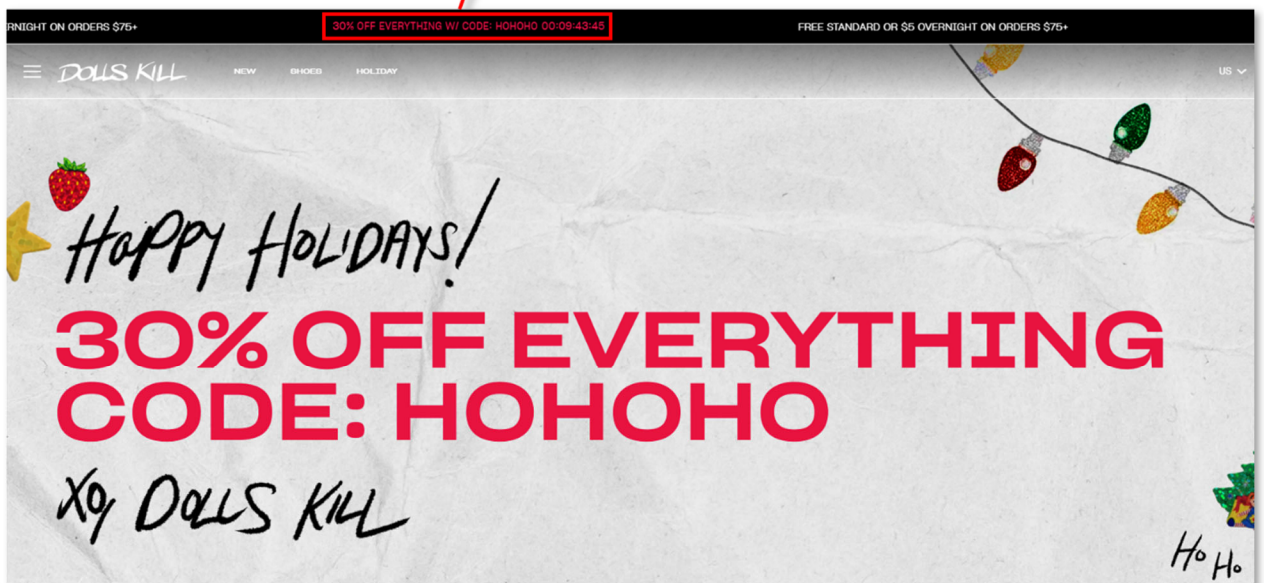 RNIGHT ON ORDERS $75+
30% OFF EVERYTHING W/ CODE: HOHOHO 00:09:43:45
FREE STANDARD OR $5 OVERNIGHT ON ORDERS $75+
DOLLS KILL
NEW
SHOES
HOLIDAY
US
HAPPY HOLIDAYS!
30% OFF EVERYTHING
CODE: HOHOHO
XO, DOLLS KILL
Ho Ho